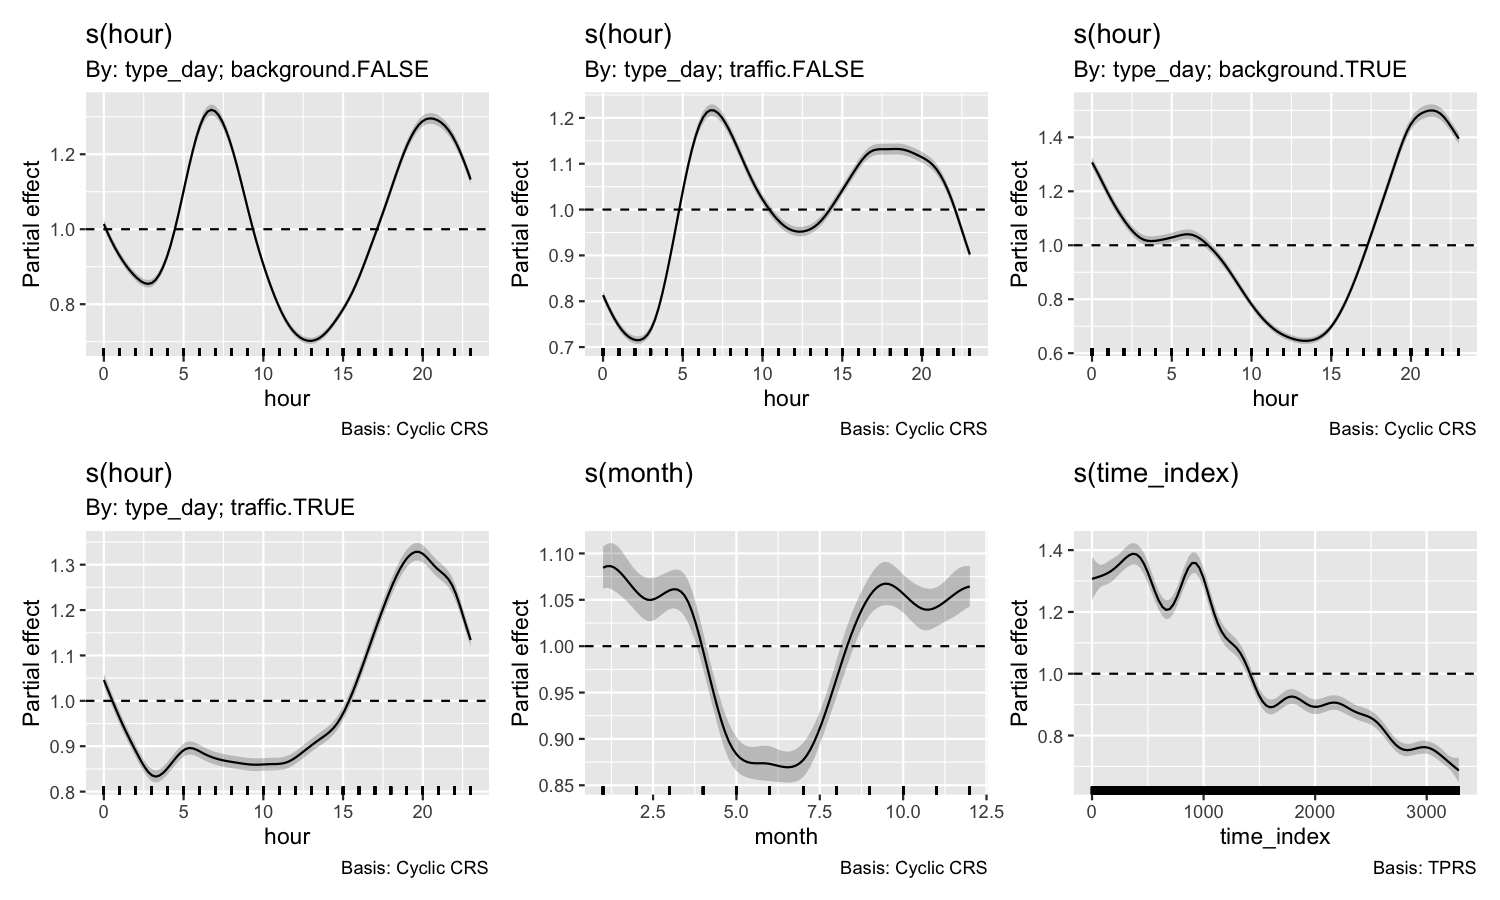 s(hour)
By: type_day; background.FALSE
Partial effect
1.2
1.0
0.8
0 5 10 15 20
hour
Basis: Cyclic CRS
s(hour)
By: type_day; traffic.FALSE
Partial effect
1.2
1.1
1.0
0.9
0.8
0.7
0 5 10 15 20
hour
Basis: Cyclic CRS
s(hour)
By: type_day; background.TRUE
Partial effect
1.4
1.2
1.0
0.8
0.6
0 5 10 15 20
hour
Basis: Cyclic CRS
s(hour)
By: type_day; traffic.TRUE
Partial effect
1.3
1.2
1.1
1.0
0.9
0.8
0 5 10 15 20
hour
Basis: Cyclic CRS
s(month)
Partial effect
1.10
1.05
1.00
0.95
0.90
0.85
2.5 5.0 7.5 10.0 12.5
month
Basis: Cyclic CRS
s(time_index)
Partial effect
1.4
1.2
1.0
0.8
0 1000 2000 3000
time_index
Basis: TPRS